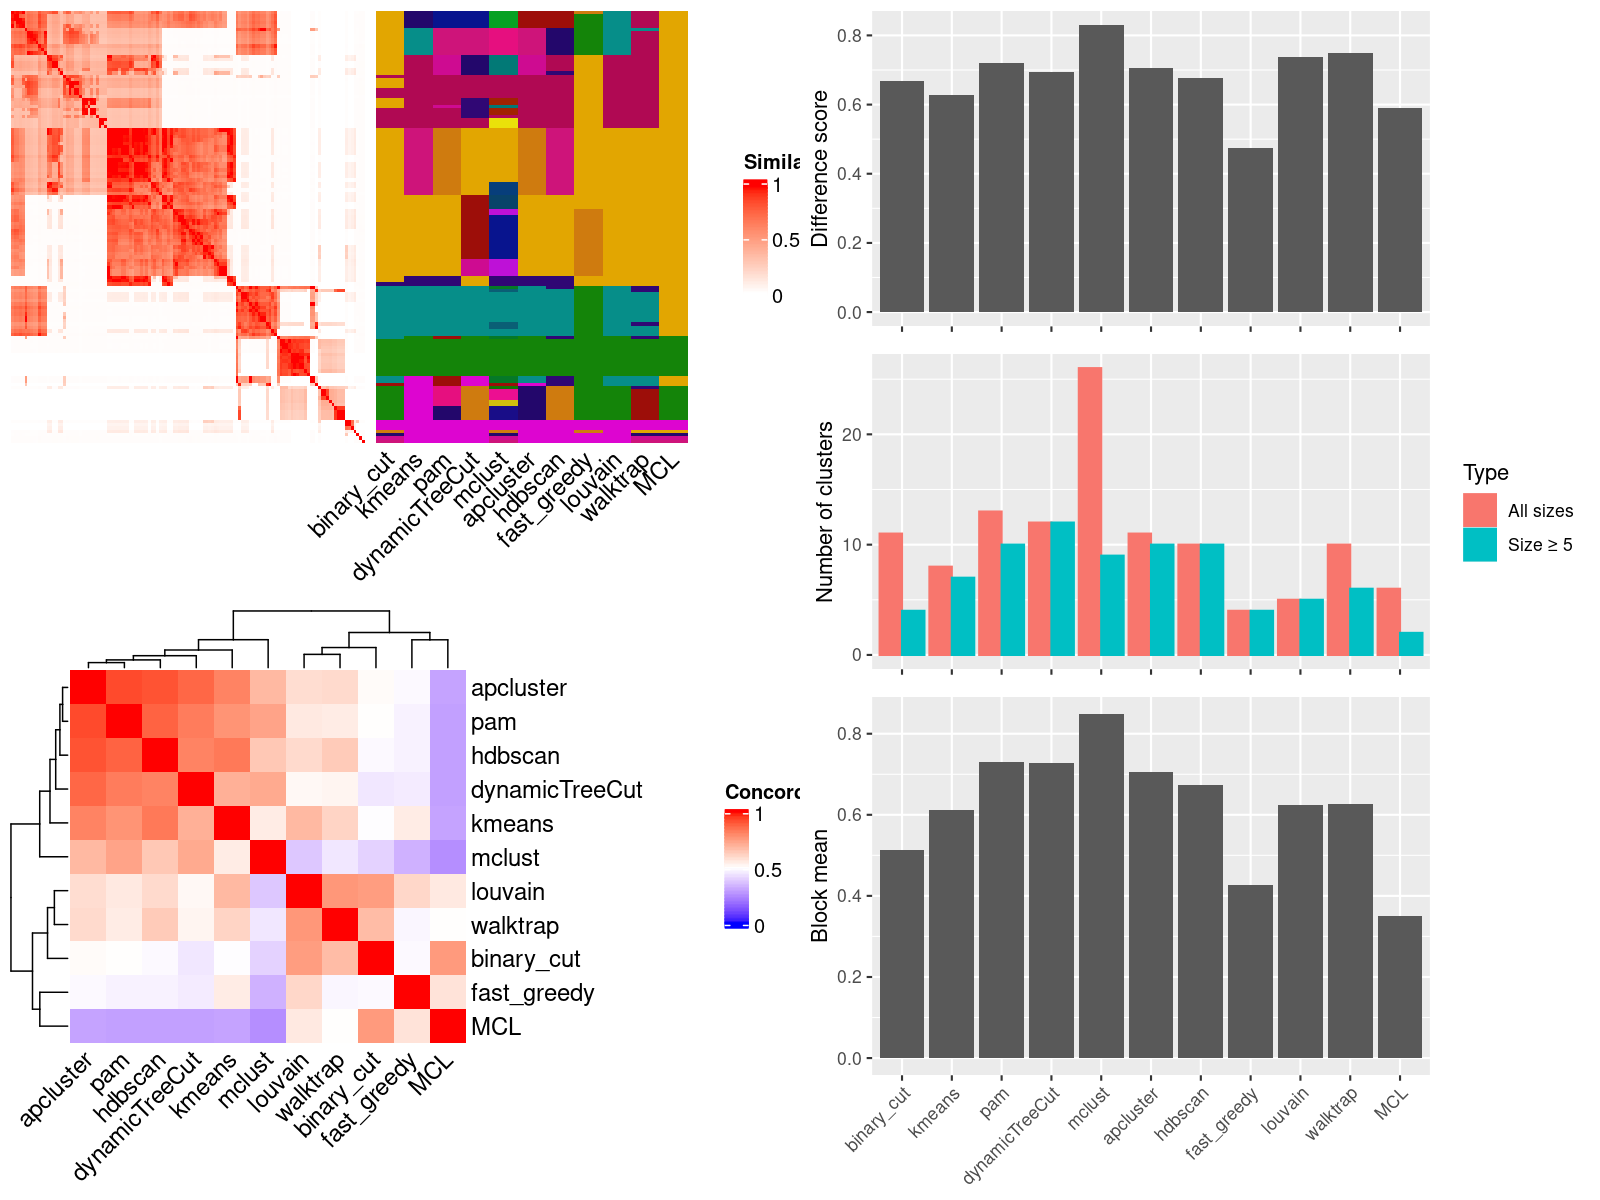 Simila
1
0.5
0
binary_cut
kmeans
pam
dynamicTreeCut
mclust
apcluster
hdbscan
fast_greedy
louvain
walktrap
MCL
apcluster
pam
hdbscan
dynamicTreeCut
kmeans
mclust
louvain
walktrap
binary_cut
fast_greedy
MCL
Concord
1
0.5
0
apcluster
pam
hdbscan
dynamicTreeCut
kmeans
mclust
louvain
walktrap
binary_cut
fast_greedy
MCL
Difference score
0.8
0.6
0.4
0.2
0.0
Number of clusters
20
10
0
Type
All sizes
Size ≥ 5
Block mean
0.8
0.6
0.4
0.2
0.0
binary_cut
kmeans
pam
dynamicTreeCut
mclust
apcluster
hdbscan
fast_greedy
louvain
walktrap
MCL